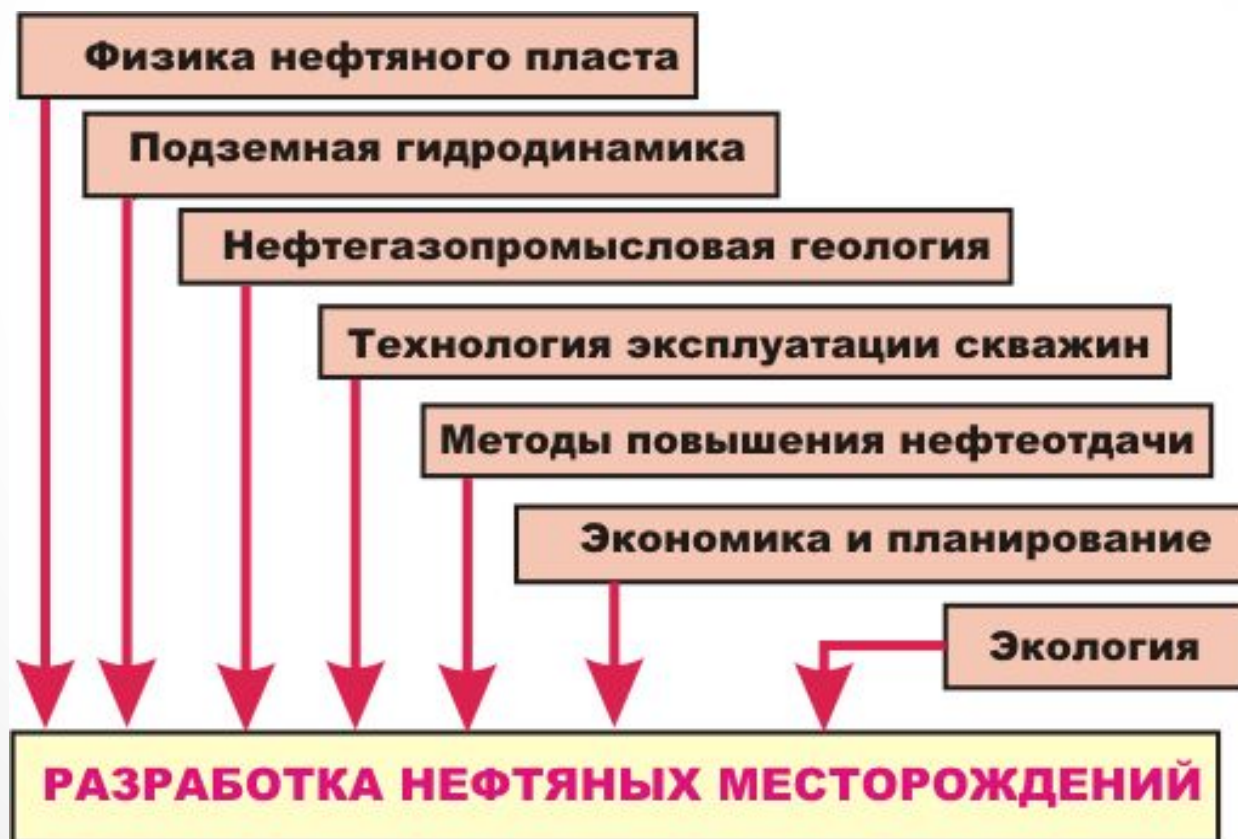 Физика нефтяного пласта
Подземная гидродинамика
Нефтегазопромысловая геология
Технология эксплуатации скважин
Методы повышения нефтеотдачи
Экономика и планирование
Экология
РАЗРАБОТКА НЕФТЯНЫХ МЕСТОРОЖДЕНИЙ